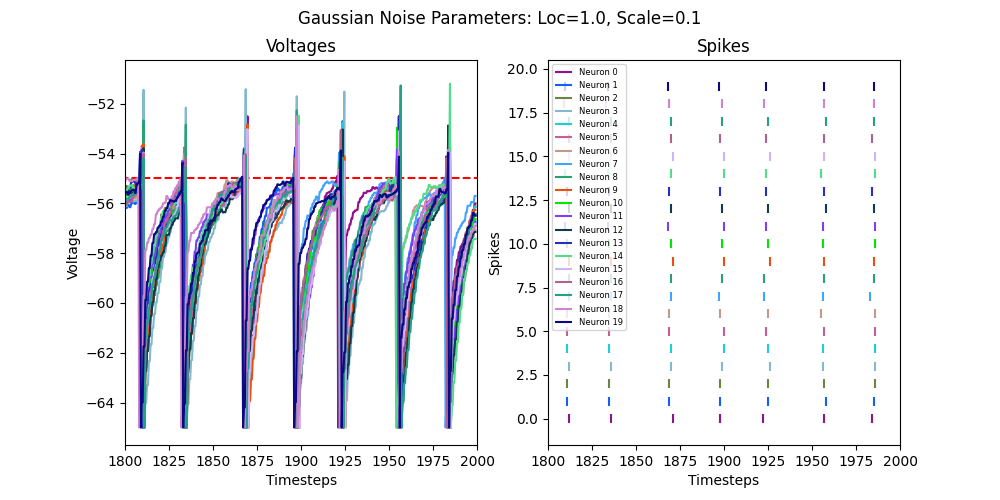 Gaussian Noise Parameters: Loc=1.0, Scale=0.1
Voltages
Voltage
−52
−54
−56
−58
−60
−62
−64
1800
1825
1850
1875
1900
1925
1950
1975
2000
Timesteps
Spikes
Spikes
20.0
17.5
15.0
12.5
10.0
7.5
5.0
2.5
0.0
Neuron 0
Neuron 1
Neuron 2
Neuron 3
Neuron 4
Neuron 5
Neuron 6
Neuron 7
Neuron 8
Neuron 9
Neuron 10
Neuron 11
Neuron 12
Neuron 13
Neuron 14
Neuron 15
Neuron 16
Neuron 17
Neuron 18
Neuron 19
1800
1825
1850
1875
1900
1925
1950
1975
2000
Timesteps